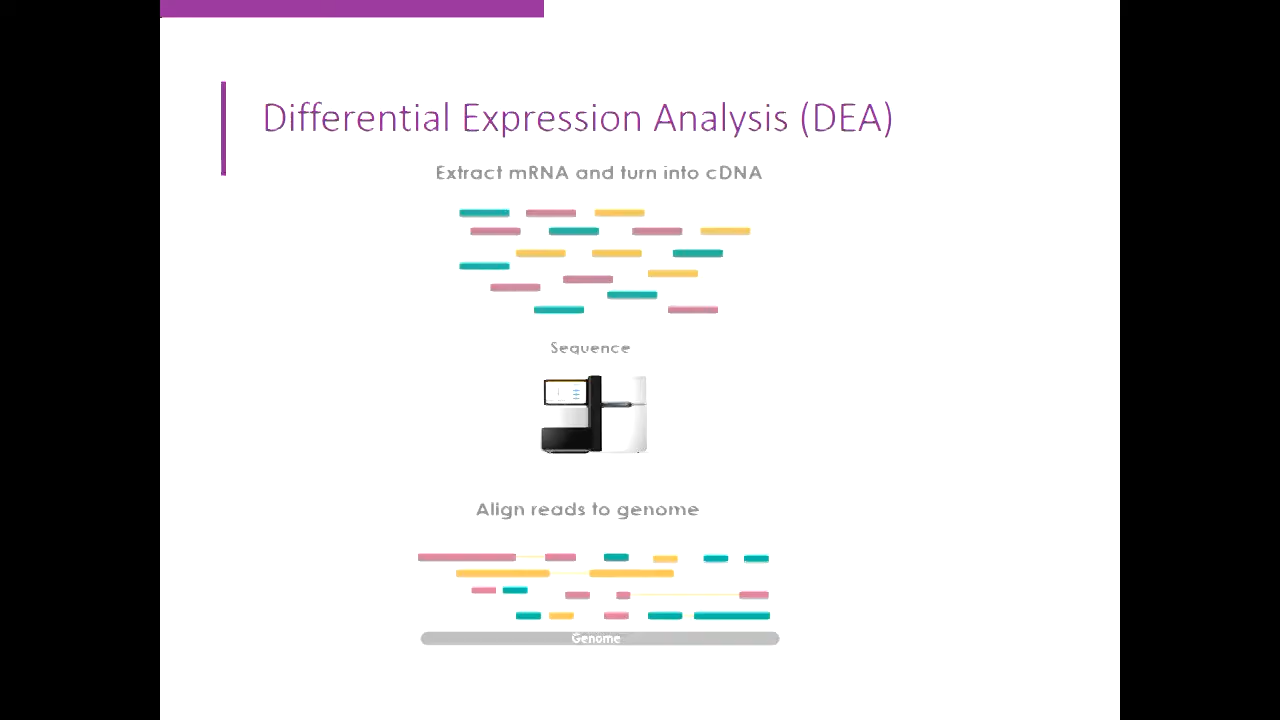 Differential Expression Analysis (DEA)
Extract mRNA and turn into cDNA
Sequence
Align reads to genome
Genome